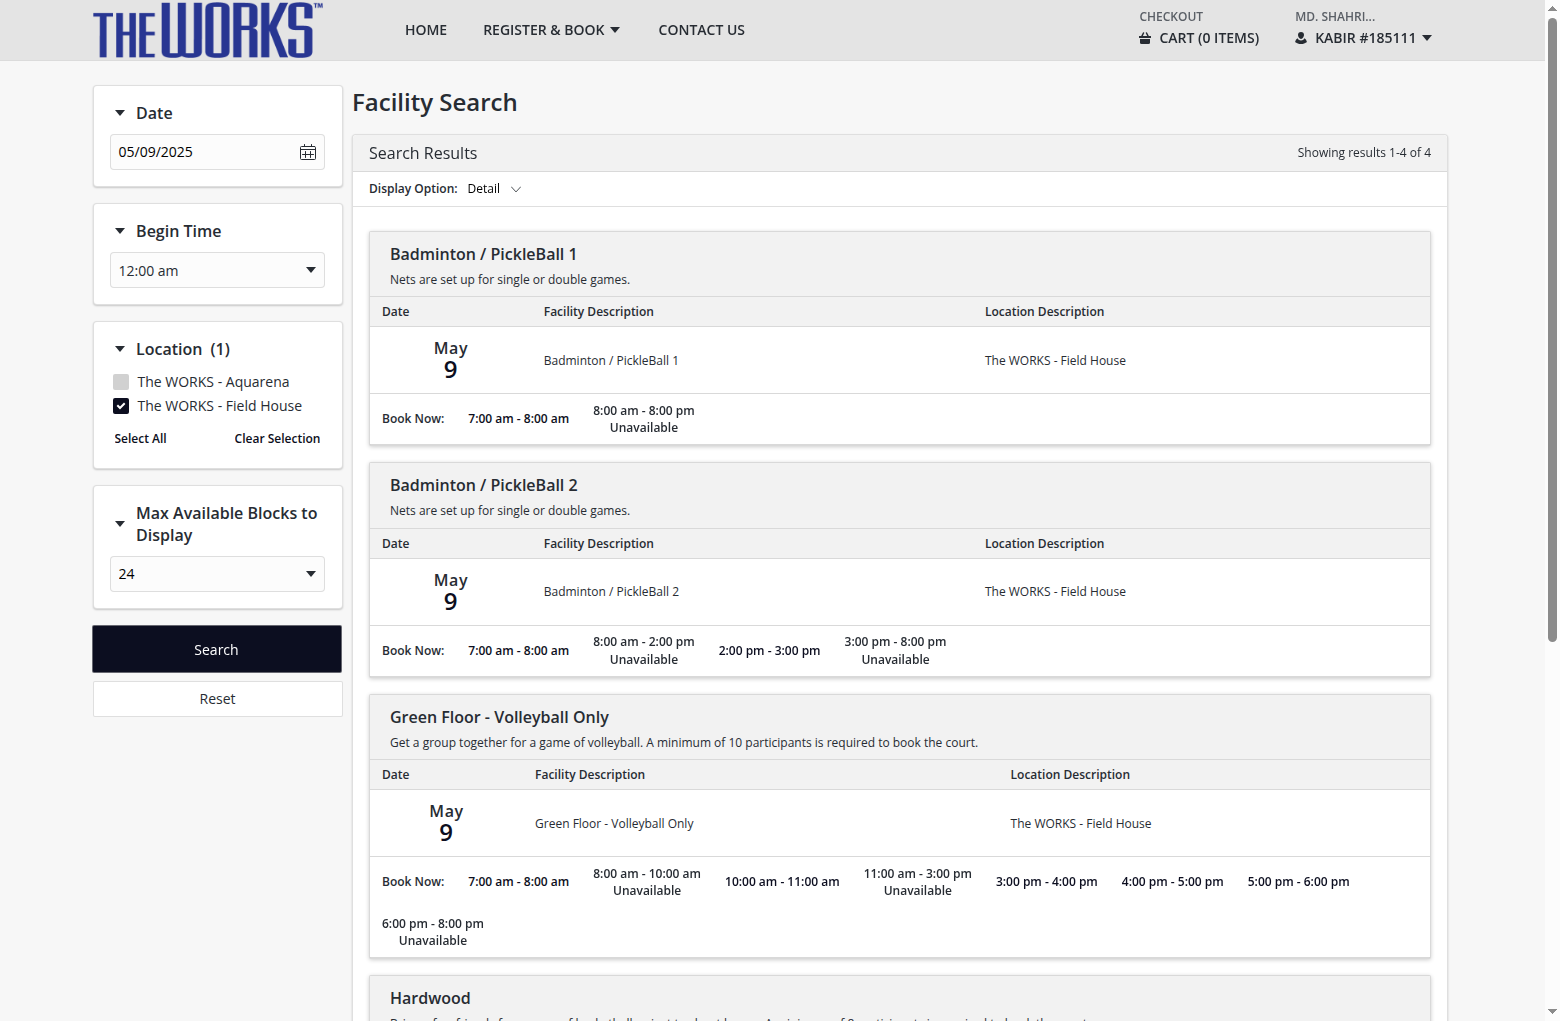 THE WORKS™
HOME
REGISTER & BOOK
CONTACT US
CHECKOUT
CART (0 ITEMS)
MD. SHAHRI...
KABIR #185111
Date
05/09/2025
Begin Time
12:00 am
Location (1)
The WORKS - Aquarena
The WORKS - Field House
Select All
Clear Selection
Max Available Blocks to
Display
24
Search
Reset
Facility Search
Search Results
Showing results 1-4 of 4
Display Option: Detail
Badminton / PickleBall 1
Nets are set up for single or double games.
Date
Facility Description
Location Description
May
9
Badminton / PickleBall 1
The WORKS - Field House
Book Now:
7:00 am - 8:00 am
8:00 am - 8:00 pm
Unavailable
Badminton / PickleBall 2
Nets are set up for single or double games.
Date
Facility Description
Location Description
May
9
Badminton / PickleBall 2
The WORKS - Field House
Book Now:
7:00 am - 8:00 am
8:00 am - 2:00 pm
Unavailable
2:00 pm - 3:00 pm
3:00 pm - 8:00 pm
Unavailable
Green Floor - Volleyball Only
Get a group together for a game of volleyball. A minimum of 10 participants is required to book the court.
Date
Facility Description
Location Description
May
9
Green Floor - Volleyball Only
The WORKS - Field House
Book Now:
7:00 am - 8:00 am
8:00 am - 10:00 am
Unavailable
10:00 am - 11:00 am
11:00 am - 3:00 pm
Unavailable
3:00 pm - 4:00 pm
4:00 pm - 5:00 pm
5:00 pm - 6:00 pm
6:00 pm - 8:00 pm
Unavailable
Hardwood